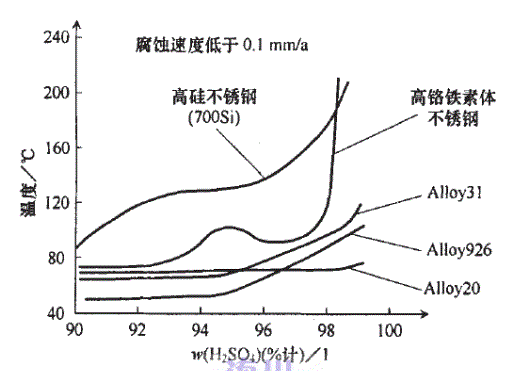 腐蚀速度低于 0.1 mm/a
240
200
160
120
80
40
温度/℃
高硅不锈钢
(700Si)
高铬铁素体
不锈钢
Alloy31
Alloy926
Alloy20
90
92
94
96
98
100
w(H₂SO₄)(%计)/1